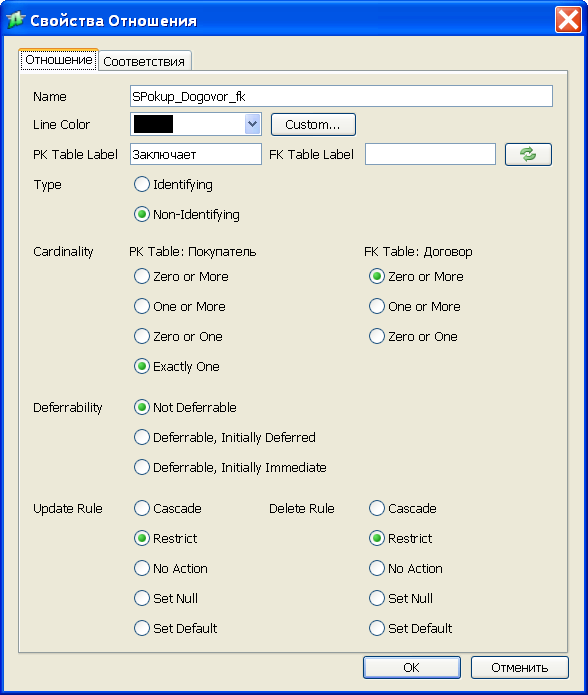 Свойства Отношения
Отношение Соответствия
Name SPokup_Dogovor_fk
Line Color Custom...
PK Table Label Заключает FK Table Label
Type Identifying
Non-Identifying
Cardinality PK Table: Покупатель FK Table: Договор
Zero or More Zero or More
One or More One or More
Zero or One Zero or One
Exactly One
Deferrability Not Deferrable
Deferrable, Initially Deferred
Deferrable, Initially Immediate
Update Rule Cascade Delete Rule Cascade
Restrict Restrict
No Action No Action
Set Null Set Null
Set Default Set Default
OK Отменить